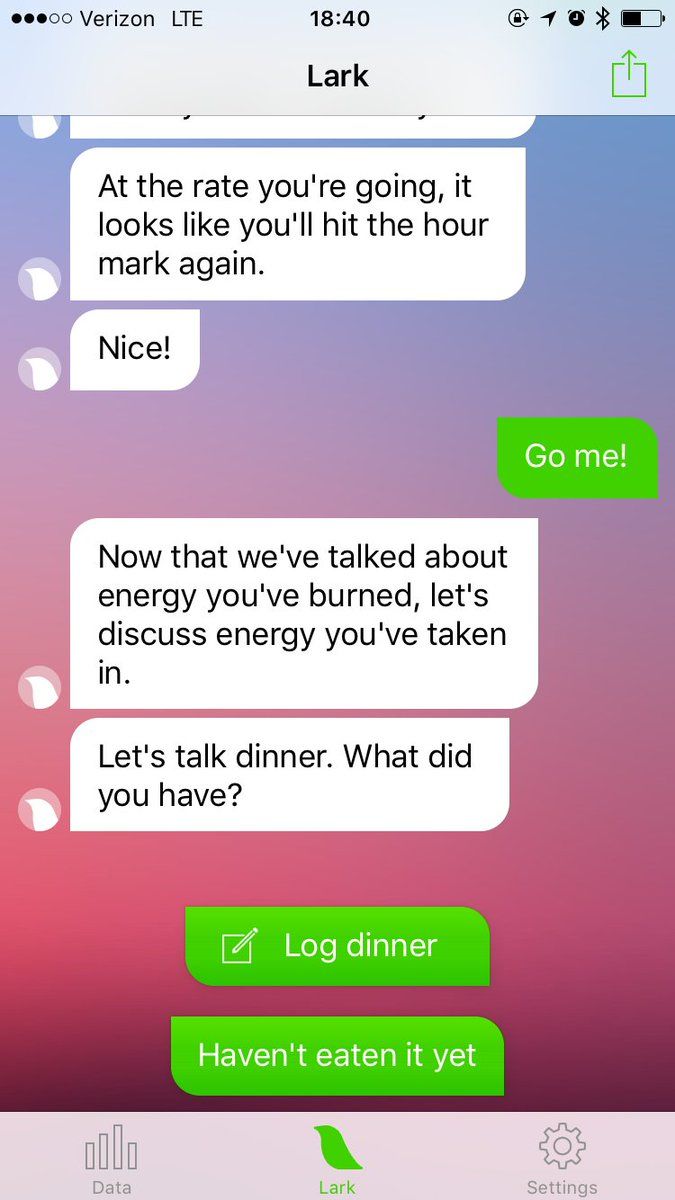 Verizon LTE 18:40
Lark
At the rate you're going, it
looks like you'll hit the hour
mark again.
Nice!
Go me!
Now that we've talked about
energy you've burned, let's
discuss energy you've taken
in.
Let's talk dinner. What did
you have?
Log dinner
Haven't eaten it yet
Data Lark Settings